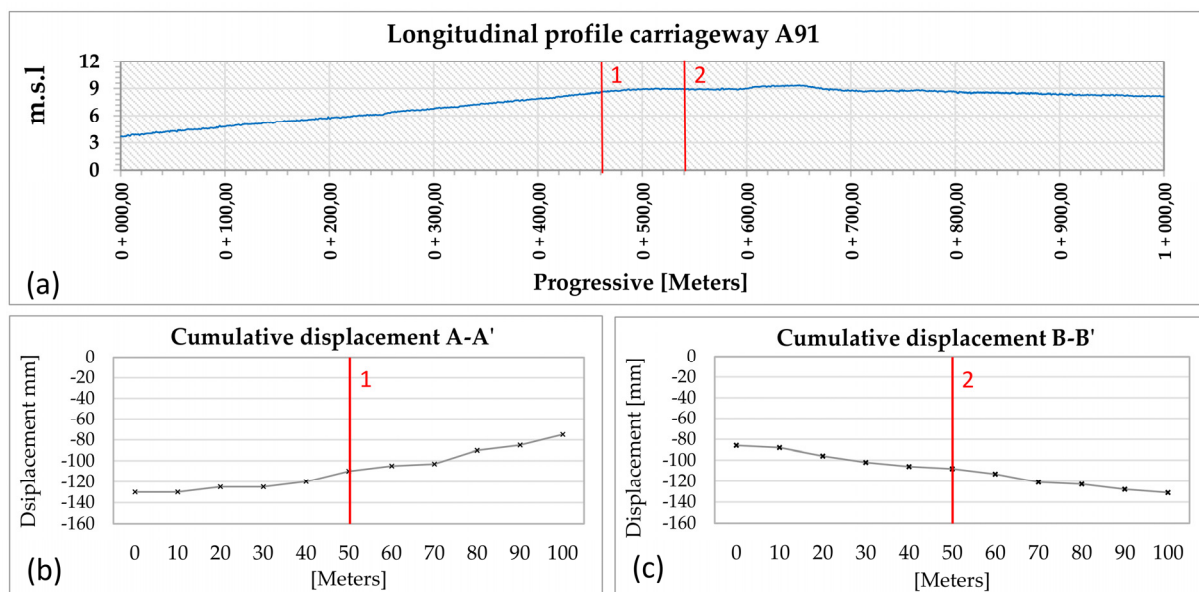 Longitudinal profile carriageway A91
m.s.l
12
9
6
3
0
1
2
0 + 000,00
0 + 100,00
0 + 200,00
0 + 300,00
0 + 400,00
0 + 500,00
0 + 600,00
0 + 700,00
0 + 800,00
0 + 900,00
1 + 000,00
Progressive [Meters]
(a)
Cumulative displacement A-A'
Dsiplacement mm]
0
-20
-40
-60
-80
-100
-120
-140
-160
1
0 10 20 30 40 50 60 70 80 90 100
[Meters]
(b)
Cumulative displacement B-B'
Displacement [mm]
0
-20
-40
-60
-80
-100
-120
-140
-160
2
0 10 20 30 40 50 60 70 80 90 100
[Meters]
(c)